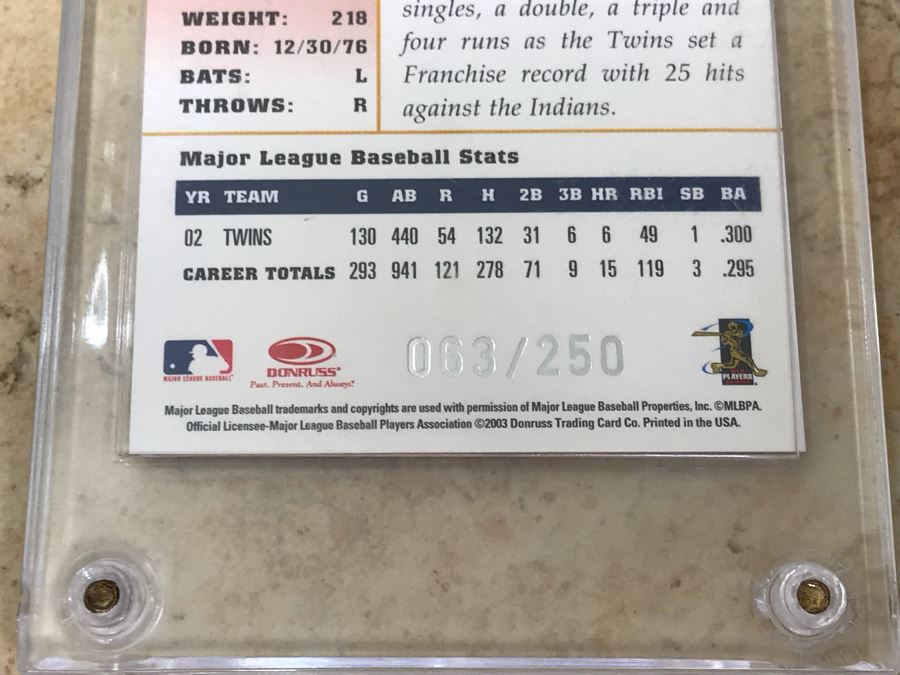 WEIGHT: 218
BORN: 12/30/76
BATS: L
THROWS: R
singles, a double, a triple and
four runs as the Twins set a
Franchise record with 25 hits
against the Indians.
Major League Baseball Stats
YR TEAM G AB R H 2B 3B HR RBI SB BA
02 TWINS 130 440 54 132 31 6 6 49 1 .300
CAREER TOTALS 293 941 121 278 71 9 15 119 3 .295
MAJOR LEAGUE BASEBALL
DONRUSS
Past. Present. And Always.
063/250
PLAYERS
Major League Baseball trademarks and copyrights are used with permission of Major League Baseball Properties, Inc. ©MLBPA.
Official Licensee-Major League Baseball Players Association ©2003 Donruss Trading Card Co. Printed in the USA.